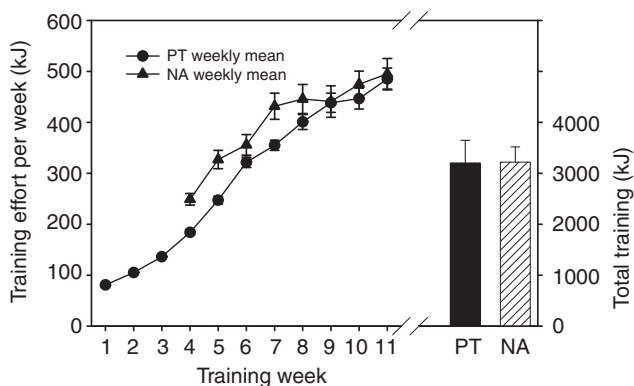 600
500
400
300
200
100
0
Training effort per week (kJ)
PT weekly mean
NA weekly mean
1 2 3 4 5 6 7 8 9 10 11
Training week
4000
3000
2000
1000
0
Total training (kJ)
PT NA